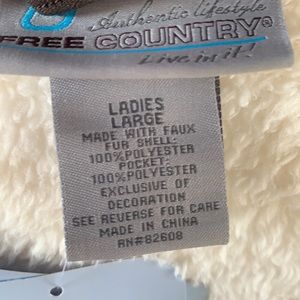 Authentic lifestyle
FREE COUNTRY®
Live in it!
LADIES
LARGE
MADE WITH FAUX
FUR SHELL:
100%POLYESTER
POCKET:
100%POLYESTER
EXCLUSIVE OF
DECORATION
SEE REVERSE FOR CARE
MADE IN CHINA
RN#82608